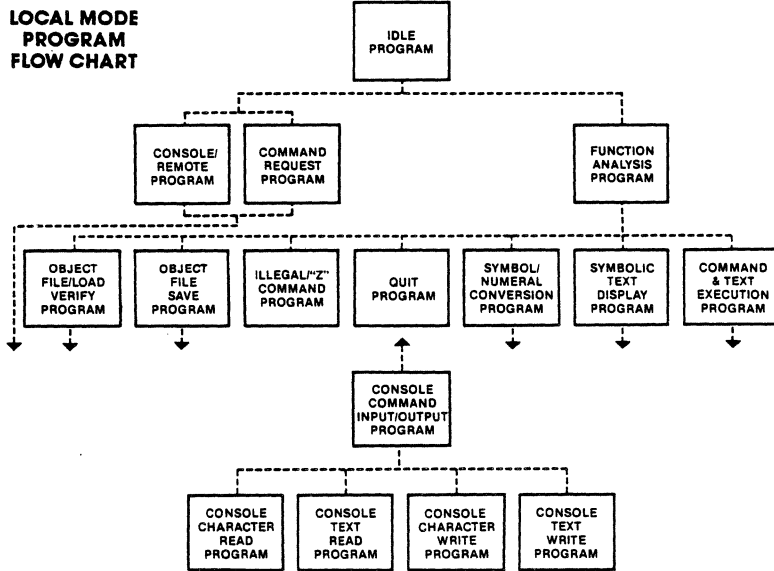 LOCAL MODE
PROGRAM
FLOW CHART
IDLE
PROGRAM
CONSOLE/
REMOTE
PROGRAM
COMMAND
REQUEST
PROGRAM
FUNCTION
ANALYSIS
PROGRAM
OBJECT
FILE/LOAD
VERIFY
PROGRAM
OBJECT
FILE
SAVE
PROGRAM
ILLEGAL/"Z"
COMMAND
PROGRAM
QUIT
PROGRAM
SYMBOL/
NUMERAL
CONVERSION
PROGRAM
SYMBOLIC
TEXT
DISPLAY
PROGRAM
COMMAND
& TEXT
EXECUTION
PROGRAM
CONSOLE
COMMAND
INPUT/OUTPUT
PROGRAM
CONSOLE
CHARACTER
READ
PROGRAM
CONSOLE
TEXT
READ
PROGRAM
CONSOLE
CHARACTER
WRITE
PROGRAM
CONSOLE
TEXT
WRITE
PROGRAM